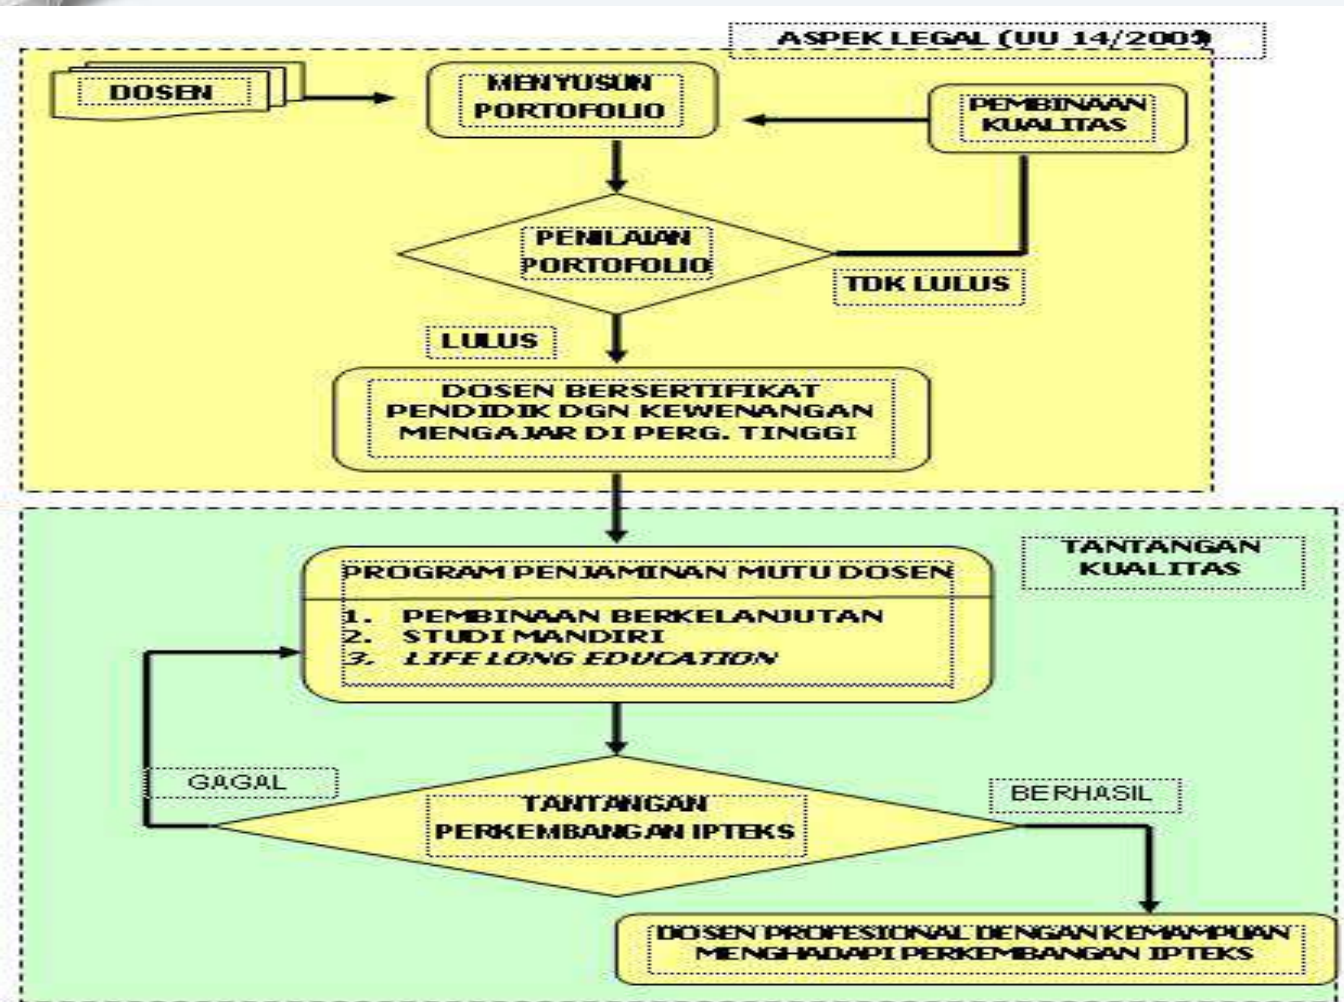 ASPEK LEGAL (UU 14/2005)
DOSEN
MENYUSUN
PORTOFOLIO
PEMBINAAN
KUALITAS
PENILAIAN
PORTOFOLIO
TDK LULUS
LULUS
DOSEN BERSERTIFIKAT
PENDIDIK DGN KEWENANGAN
MENGAJAR DI PERG. TINGGI
TANTANGAN
KUALITAS
PROGRAM PENJAMINAN MUTU DOSEN
1. PEMBINAAN BERKELANJUTAN
2. STUDI MANDIRI
3. LIFE LONG EDUCATION
GAGAL
BERHASIL
TANTANGAN
PERKEMBANGAN IPTEKS
DOSEN PROFESIONAL DENGAN KEMAMPUAN
MENGHADAPI PERKEMBANGAN IPTEKS